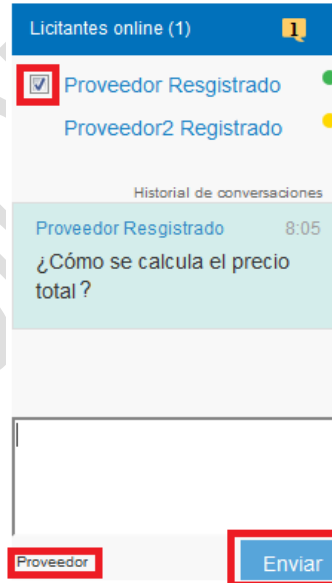 Licitantes online (1)
1
Proveedor Resgistrado
Proveedor2 Registrado
Historial de conversaciones
Proveedor Resgistrado 8:05
¿Cómo se calcula el precio
total ?
Proveedor
Enviar